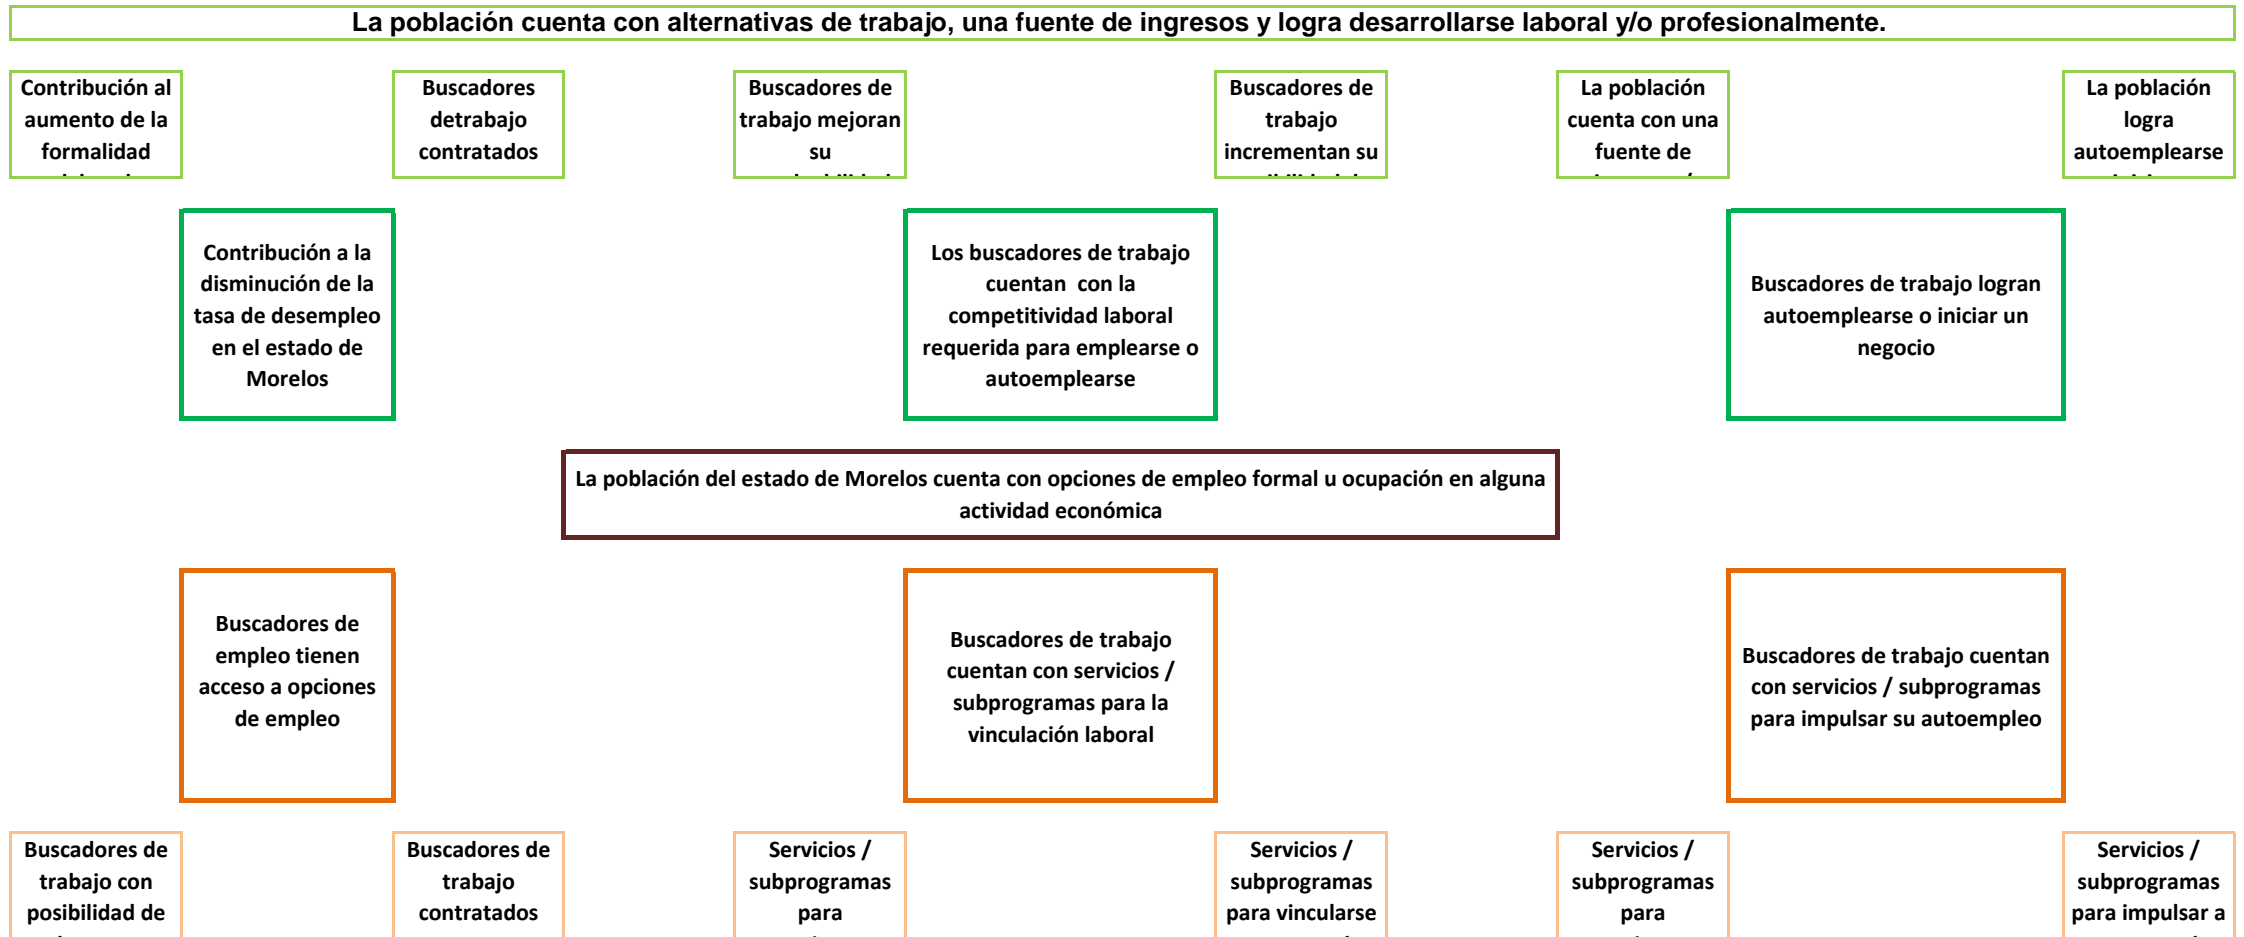 La población cuenta con alternativas de trabajo, una fuente de ingresos y logra desarrollarse laboral y/o profesionalmente.
Contribución al
aumento de la
formalidad
Buscadores
detrabajo
contratados
Buscadores de
trabajo mejoran
su
Buscadores de
trabajo
incrementan su
La población
cuenta con una
fuente de
La población
logra
autoemplearse
Contribución a la
disminución de la
tasa de desempleo
en el estado de
Morelos
Los buscadores de trabajo
cuentan con la
competitividad laboral
requerida para emplearse o
autoemplearse
Buscadores de trabajo logran
autoemplearse o iniciar un
negocio
La población del estado de Morelos cuenta con opciones de empleo formal u ocupación en alguna
actividad económica
Buscadores de
empleo tienen
acceso a opciones
de empleo
Buscadores de trabajo
cuentan con servicios /
subprogramas para la
vinculación laboral
Buscadores de trabajo cuentan
con servicios / subprogramas
para impulsar su autoempleo
Buscadores de
trabajo con
posibilidad de
Buscadores de
trabajo
contratados
Servicios /
subprogramas
para
Servicios /
subprogramas
para vincularse
Servicios /
subprogramas
para
Servicios /
subprogramas
para impulsar a